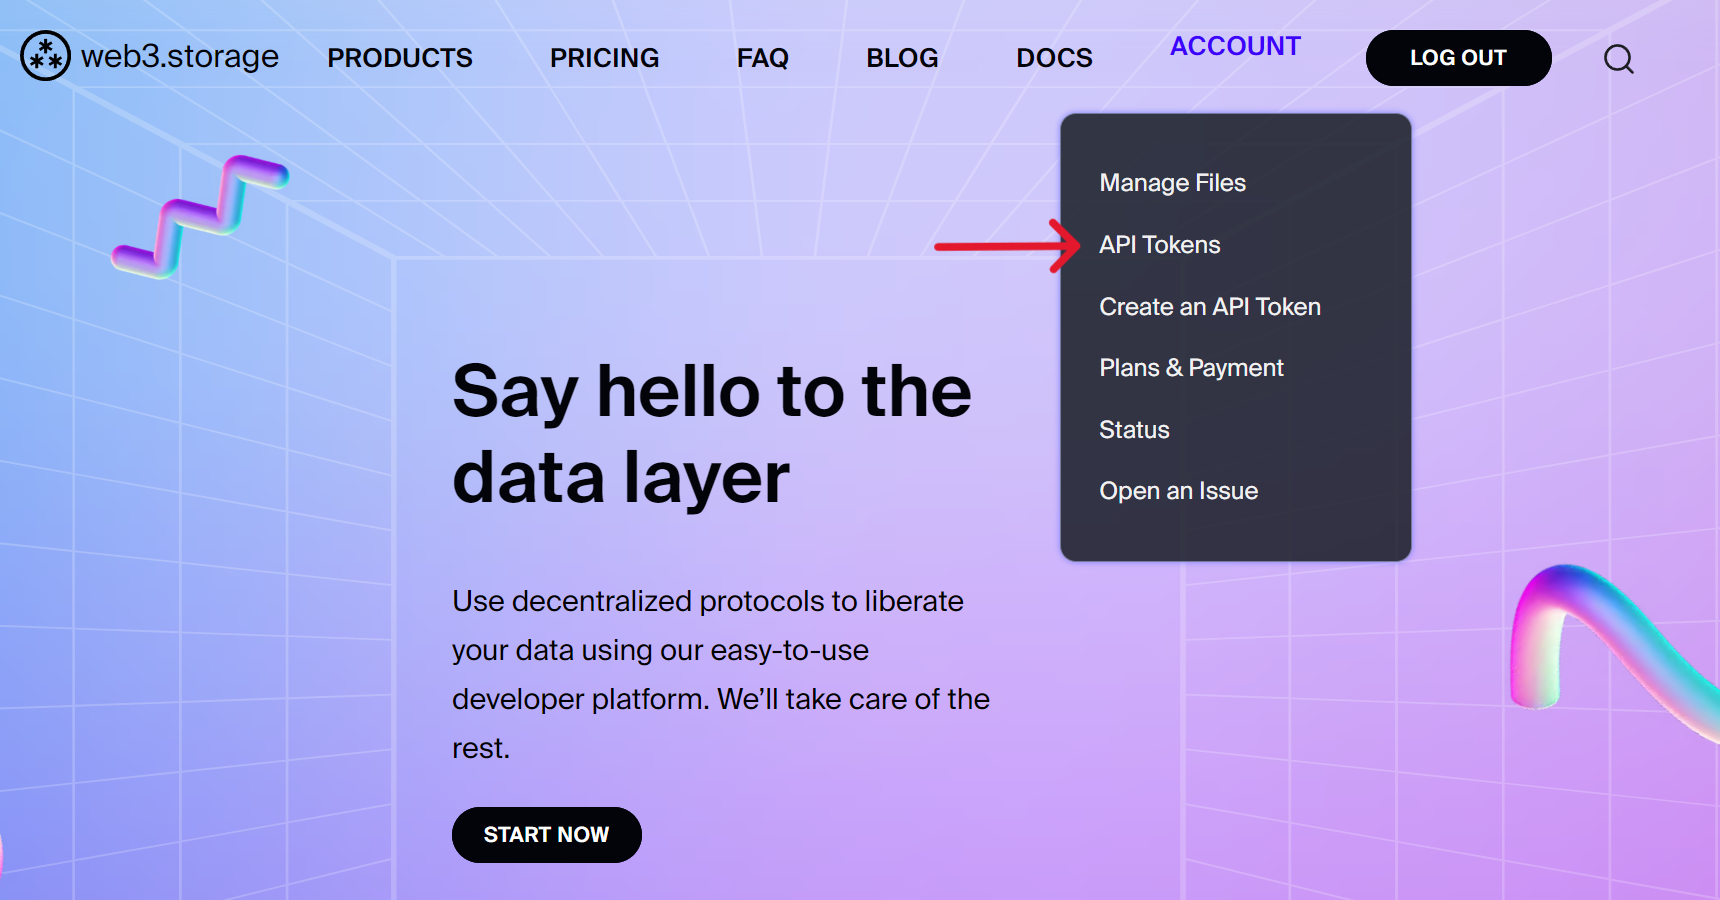 web3.storage
PRODUCTS
PRICING
FAQ
BLOG
DOCS
ACCOUNT
LOG OUT
Manage Files
API Tokens
Create an API Token
Plans & Payment
Status
Open an Issue
Say hello to the
data layer
Use decentralized protocols to liberate
your data using our easy-to-use
developer platform. We’ll take care of the
rest.
START NOW